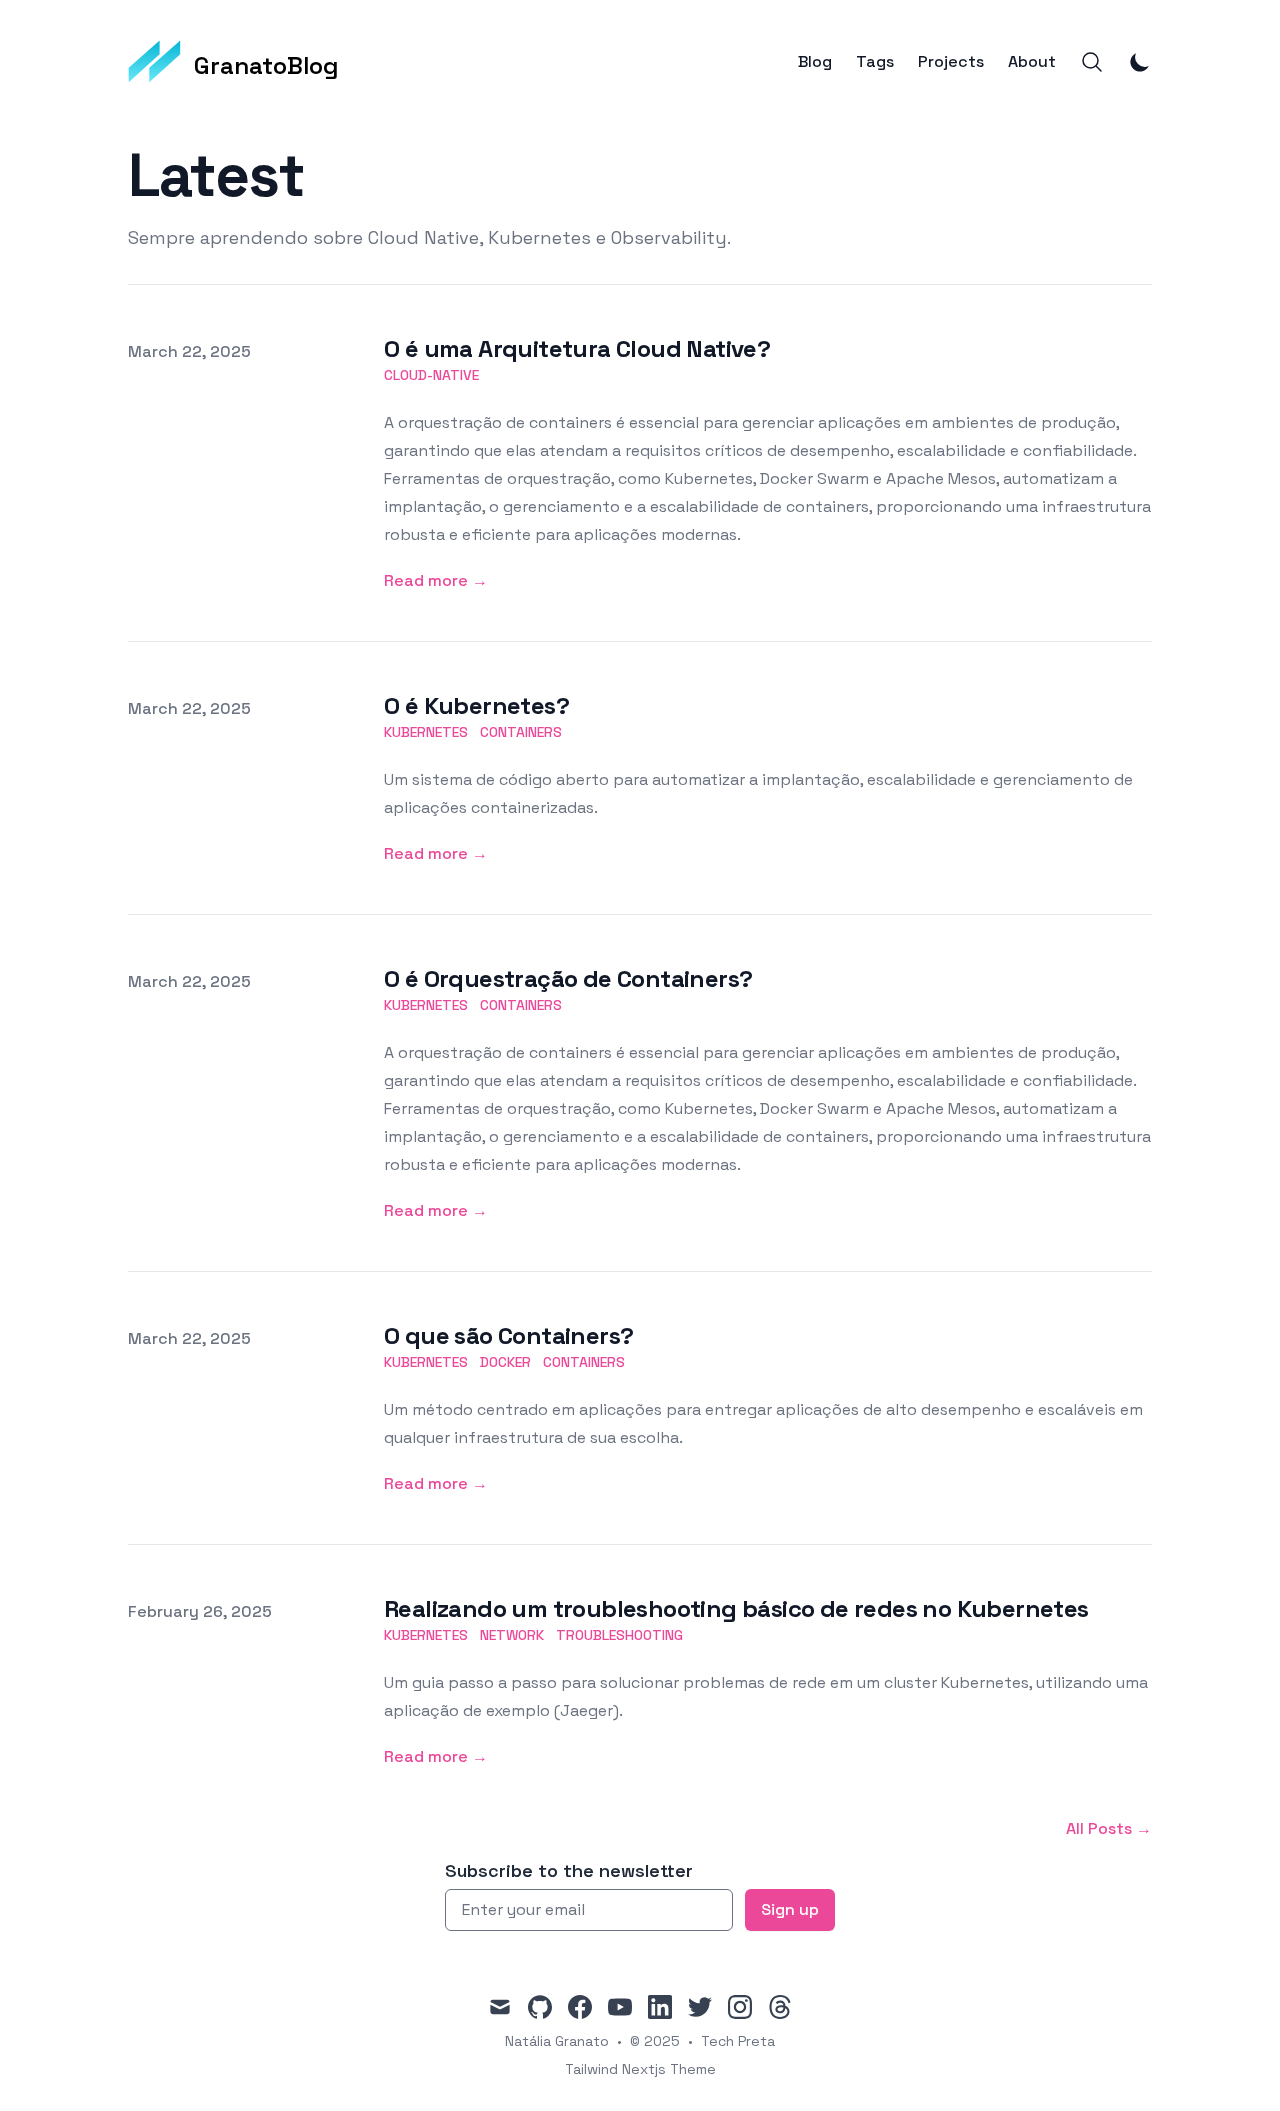 GranatoBlog
Blog Tags Projects About
Latest
Sempre aprendendo sobre Cloud Native, Kubernetes e Observability.
March 22, 2025
O é uma Arquitetura Cloud Native?
CLOUD-NATIVE
A orquestração de containers é essencial para gerenciar aplicações em ambientes de produção,
garantindo que elas atendam a requisitos críticos de desempenho, escalabilidade e confiabilidade.
Ferramentas de orquestração, como Kubernetes, Docker Swarm e Apache Mesos, automatizam a
implantação, o gerenciamento e a escalabilidade de containers, proporcionando uma infraestrutura
robusta e eficiente para aplicações modernas.
Read more →
March 22, 2025
O é Kubernetes?
KUBERNETES CONTAINERS
Um sistema de código aberto para automatizar a implantação, escalabilidade e gerenciamento de
aplicações containerizadas.
Read more →
March 22, 2025
O é Orquestração de Containers?
KUBERNETES CONTAINERS
A orquestração de containers é essencial para gerenciar aplicações em ambientes de produção,
garantindo que elas atendam a requisitos críticos de desempenho, escalabilidade e confiabilidade.
Ferramentas de orquestração, como Kubernetes, Docker Swarm e Apache Mesos, automatizam a
implantação, o gerenciamento e a escalabilidade de containers, proporcionando uma infraestrutura
robusta e eficiente para aplicações modernas.
Read more →
March 22, 2025
O que são Containers?
KUBERNETES DOCKER CONTAINERS
Um método centrado em aplicações para entregar aplicações de alto desempenho e escaláveis em
qualquer infraestrutura de sua escolha.
Read more →
February 26, 2025
Realizando um troubleshooting básico de redes no Kubernetes
KUBERNETES NETWORK TROUBLESHOOTING
Um guia passo a passo para solucionar problemas de rede em um cluster Kubernetes, utilizando uma
aplicação de exemplo (Jaeger).
Read more →
All Posts →
Subscribe to the newsletter
Enter your email
Sign up
Natália Granato • © 2025 • Tech Preta
Tailwind Nextjs Theme